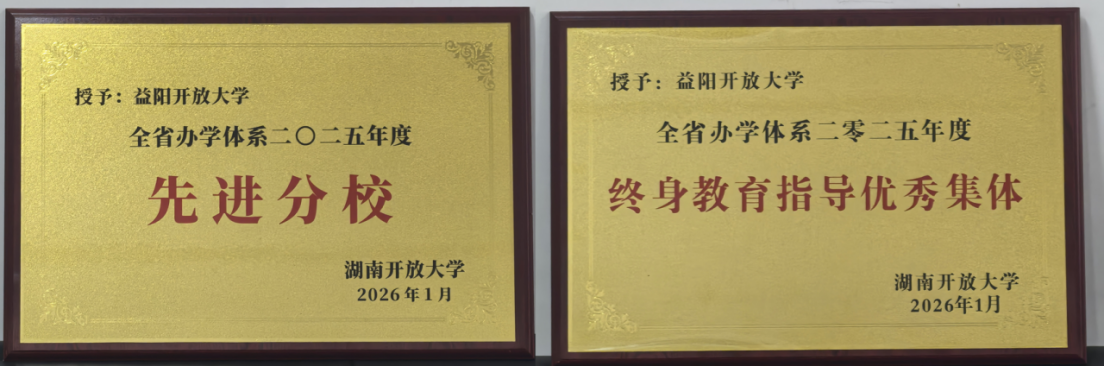 授予：益阳开放大学
全省办学体系二〇二五年度
先进分校
湖南开放大学
2026年1月
授予：益阳开放大学
全省办学体系二零二五年度
终身教育指导优秀集体
湖南开放大学
2026年1月